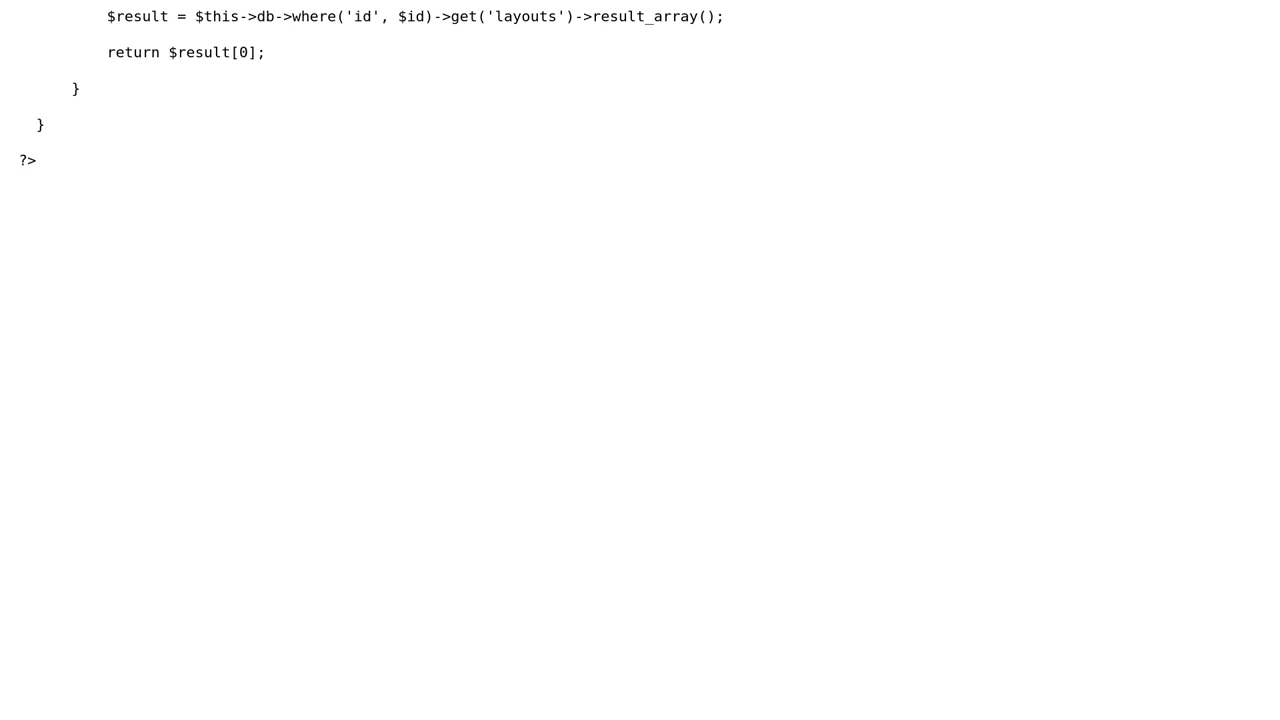 $result = $this->db->where('id', $id)->get('layouts')->result_array();
return $result[0];
}
}
?>